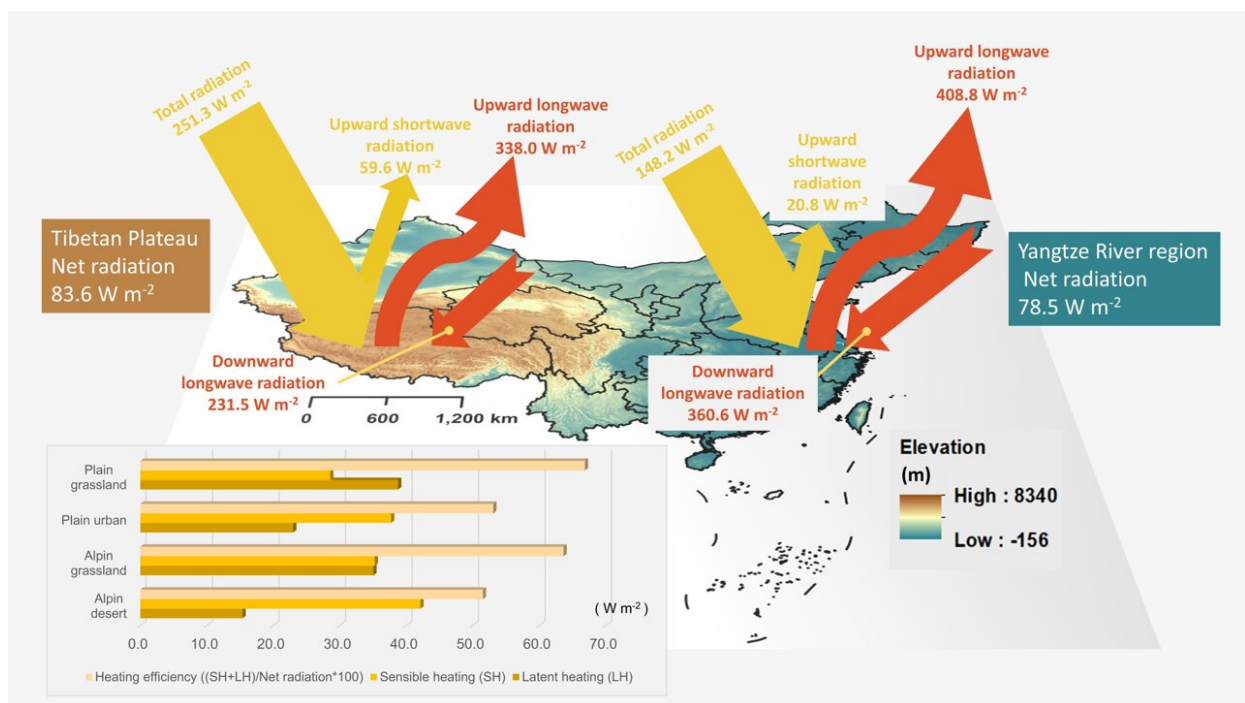 Total radiation
251.3 W m-2
Upward shortwave
radiation
59.6 W m-2
Upward longwave
radiation
338.0 W m-2
Total radiation
148.2 W m-2
Upward
shortwave
radiation
20.8 W m-2
Upward longwave
radiation
408.8 W m-2
Tibetan Plateau
Net radiation
83.6 W m-2
Yangtze River region
Net radiation
78.5 W m-2
Downward
longwave radiation
231.5 W m-2
0 600 1,200 km
Downward
longwave radiation
360.6 W m-2
Elevation
(m)
High : 8340
Low : -156
Plain
grassland
Plain urban
Alpin
grassland
Alpin
desert
( W m-2 )
0.0 10.0 20.0 30.0 40.0 50.0 60.0 70.0
Heating efficiency ((SH+LH)/Net radiation*100) Sensible heating (SH) Latent heating (LH)